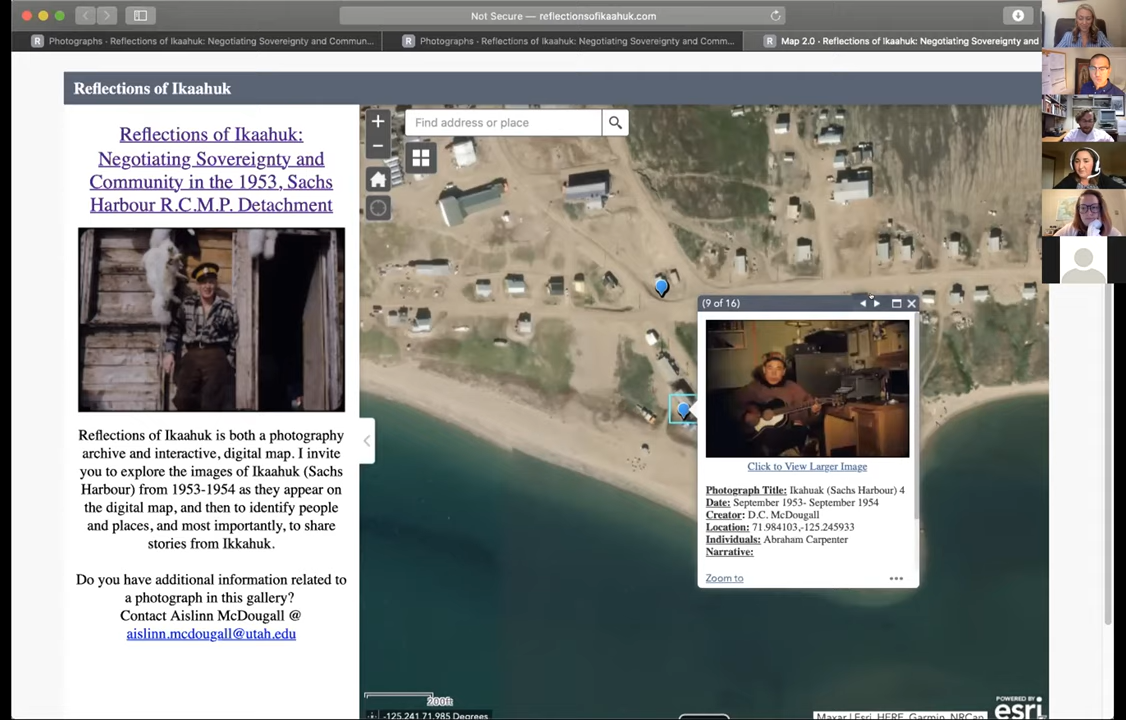 Not Secure — reflectionsofikaahuk.com
R Photographs - Reflections of Ikaahuk: Negotiating Sovereignty and Commun...
R Photographs - Reflections of Ikaahuk: Negotiating Sovereignty and Comm...
R Map 2.0 - Reflections of Ikaahuk: Negotiating Sovereignty and
Reflections of Ikaahuk
Reflections of Ikaahuk:
Negotiating Sovereignty and
Community in the 1953, Sachs
Harbour R.C.M.P. Detachment
Reflections of Ikaahuk is both a photography
archive and interactive, digital map. I invite
you to explore the images of Ikaahuk (Sachs
Harbour) from 1953-1954 as they appear on
the digital map, and then to identify people
and places, and most importantly, to share
stories from Ikkahuk.
Do you have additional information related to
a photograph in this gallery?
Contact Aislinn McDougall @
aislinn.mcdougall@utah.edu
Find address or place
(9 of 16)
Click to View Larger Image
Photograph Title: Ikahuak (Sachs Harbour) 4
Date: September 1953- September 1954
Creator: D.C. McDougall
Location: 71.984103,-125.245933
Individuals: Abraham Carpenter
Narrative:
Zoom to
200ft
-125.241 71.985 Degrees
Maxar | Esri, HERE, Garmin, NRCan
POWERED BY
esri